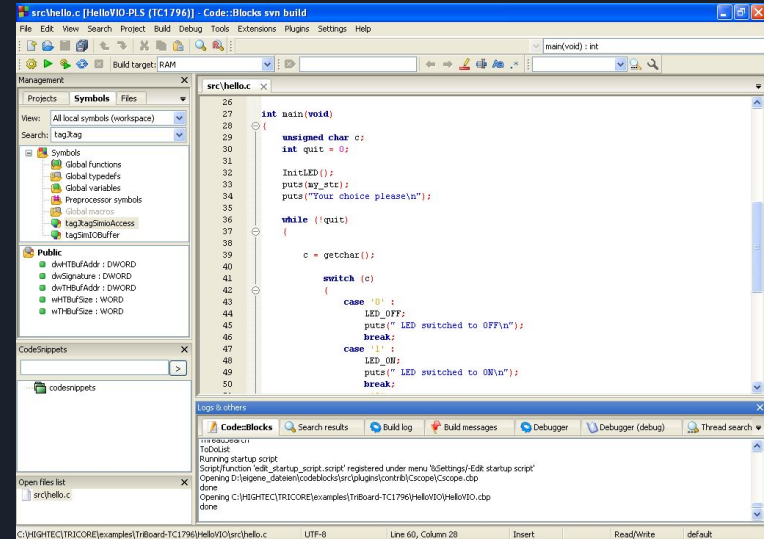 src\hello.c [HelloVIO-PLS (TC1796)] - Code::Blocks svn build
File Edit View Search Project Build Debug Tools Extensions Plugins Settings Help
main(void) : int
Build target: RAM
Management
Projects Symbols Files
View: All local symbols (workspace)
Search: tagJtag
Symbols
Global functions
Global typedefs
Global variables
Preprocessor symbols
Global macros
tagJtagSimioAccess
tagSimIOBuffer
Public
dwHTBufAddr : DWORD
dwSignature : DWORD
dwTHBufAddr : DWORD
wHTBufSize : WORD
wTHBufSize : WORD
CodeSnippets
>
codesnippets
Open files list
src\hello.c
src\hello.c
26
27 int main(void)
28 {
29 unsigned char c;
30 int quit = 0;
31
32 InitLED();
33 puts(my_str);
34 puts("Your choice please\n");
35
36 while (!quit)
37 {
38
39 c = getchar();
40
41 switch (c)
42 {
43 case '0' :
44 LED_OFF;
45 puts(" LED switched to OFF\n");
46 break;
47 case '1' :
48 LED_ON;
49 puts(" LED switched to ON\n");
50 break;
Logs & others
Code::Blocks Search results Build log Build messages Debugger Debugger (debug) Thread search
ThreadSearch
ToDoList
Running startup script
Script/function 'edit_startup_script.script' registered under menu '&Settings/-Edit startup script'
Opening D:\eigene_dateien\codeblocks\src\plugins\contrib\Cscope\Cscope.cbp
done
Opening C:\HIGHTEC\TRICORE\examples\TriBoard-TC1796\HelloVIO\HelloVIO.cbp
done
C:\HIGHTEC\TRICORE\examples\TriBoard-TC1796\HelloVIO\src\hello.c UTF-8 Line 60, Column 28 Insert Read/Write default